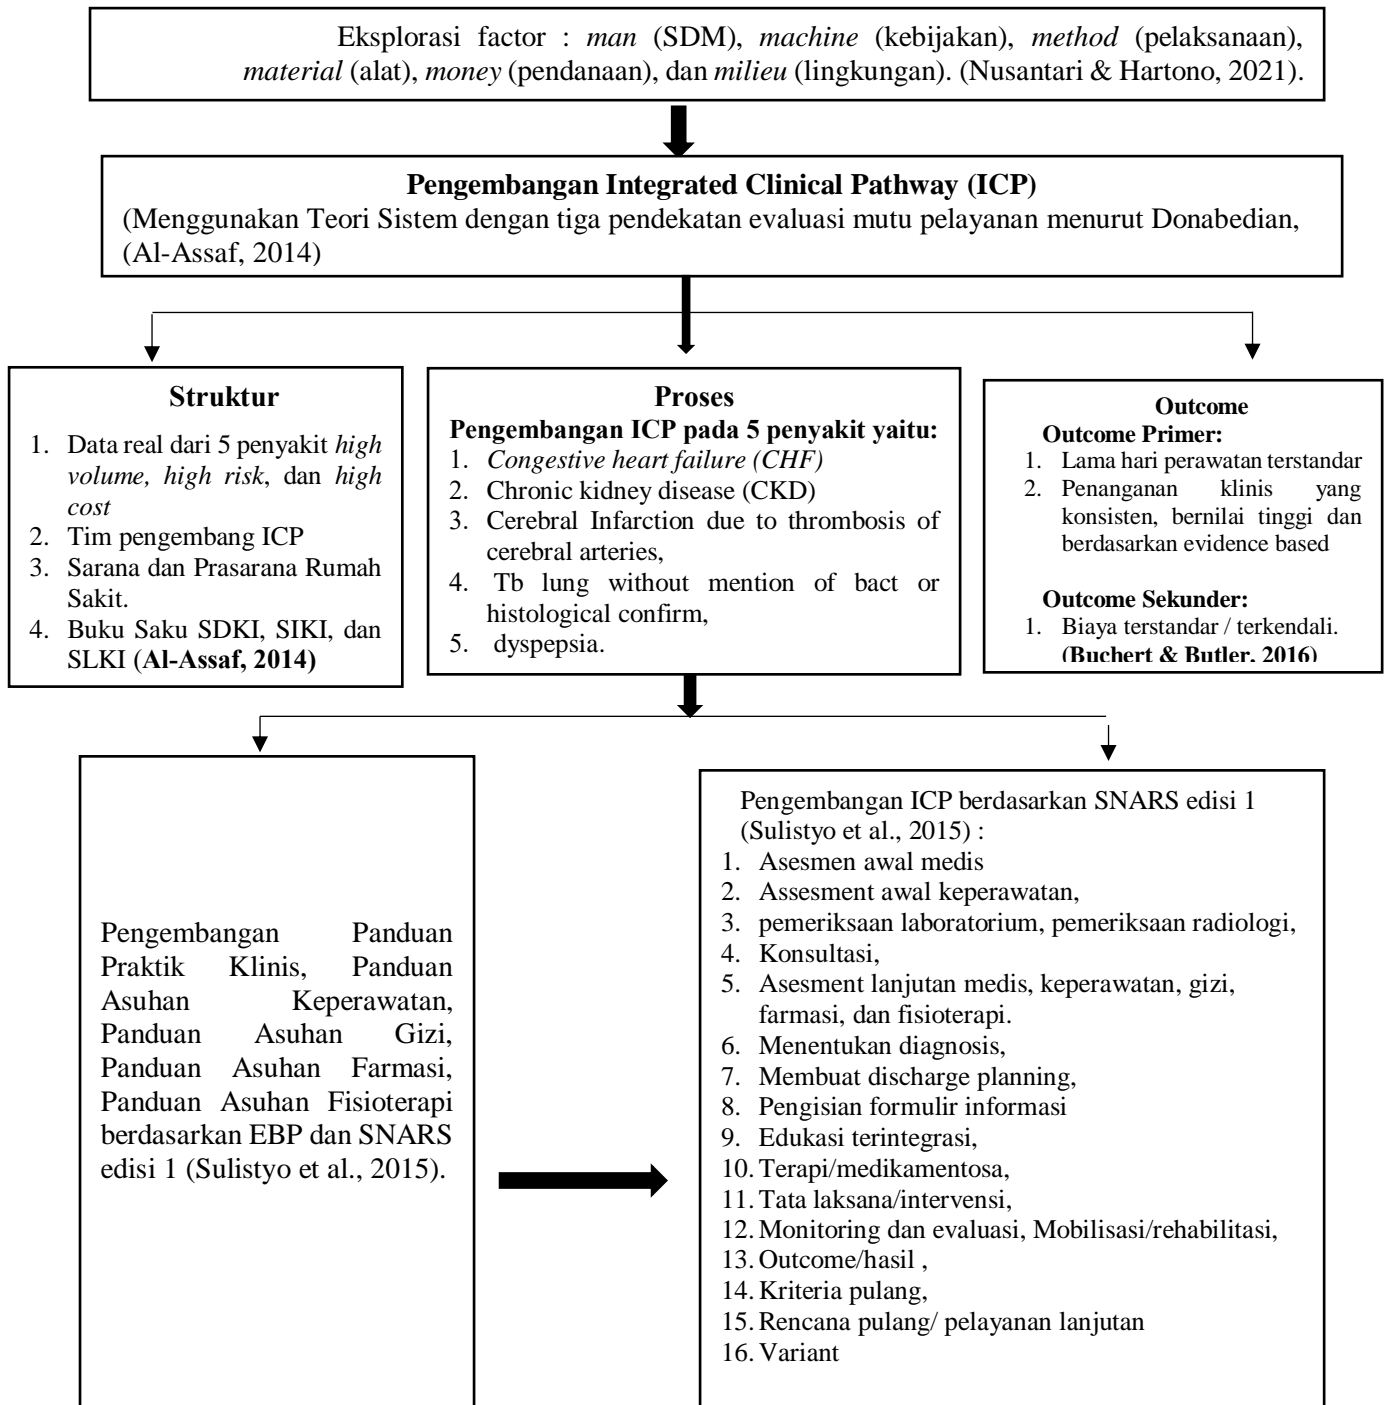 Eksplorasi factor : man (SDM), machine (kebijakan), method (pelaksanaan),
material (alat), money (pendanaan), dan milieu (lingkungan). (Nusantari & Hartono, 2021).
Pengembangan Integrated Clinical Pathway (ICP)
(Menggunakan Teori Sistem dengan tiga pendekatan evaluasi mutu pelayanan menurut Donabedian,
(Al-Assaf, 2014)
Struktur
1. Data real dari 5 penyakit high
volume, high risk, dan high
cost
2. Tim pengembang ICP
3. Sarana dan Prasarana Rumah
Sakit.
4. Buku Saku SDKI, SIKI, dan
SLKI (Al-Assaf, 2014)
Proses
Pengembangan ICP pada 5 penyakit yaitu:
1. Congestive heart failure (CHF)
2. Chronic kidney disease (CKD)
3. Cerebral Infarction due to thrombosis of
cerebral arteries,
4. Tb lung without mention of bact or
histological confirm,
5. dyspepsia.
Outcome
Outcome Primer:
1. Lama hari perawatan terstandar
2. Penanganan klinis yang
konsisten, bernilai tinggi dan
berdasarkan evidence based
Outcome Sekunder:
1. Biaya terstandar / terkendali.
(Buchert & Butler, 2016)
Pengembangan Panduan
Praktik Klinis, Panduan
Asuhan Keperawatan,
Panduan Asuhan Gizi,
Panduan Asuhan Farmasi,
Panduan Asuhan Fisioterapi
berdasarkan EBP dan SNARS
edisi 1 (Sulistyo et al., 2015).
Pengembangan ICP berdasarkan SNARS edisi 1
(Sulistyo et al., 2015) :
1. Asesmen awal medis
2. Assesment awal keperawatan,
3. pemeriksaan laboratorium, pemeriksaan radiologi,
4. Konsultasi,
5. Asesment lanjutan medis, keperawatan, gizi,
farmasi, dan fisioterapi.
6. Menentukan diagnosis,
7. Membuat discharge planning,
8. Pengisian formulir informasi
9. Edukasi terintegrasi,
10. Terapi/medikamentosa,
11. Tata laksana/intervensi,
12. Monitoring dan evaluasi, Mobilisasi/rehabilitasi,
13. Outcome/hasil ,
14. Kriteria pulang,
15. Rencana pulang/ pelayanan lanjutan
16. Variant